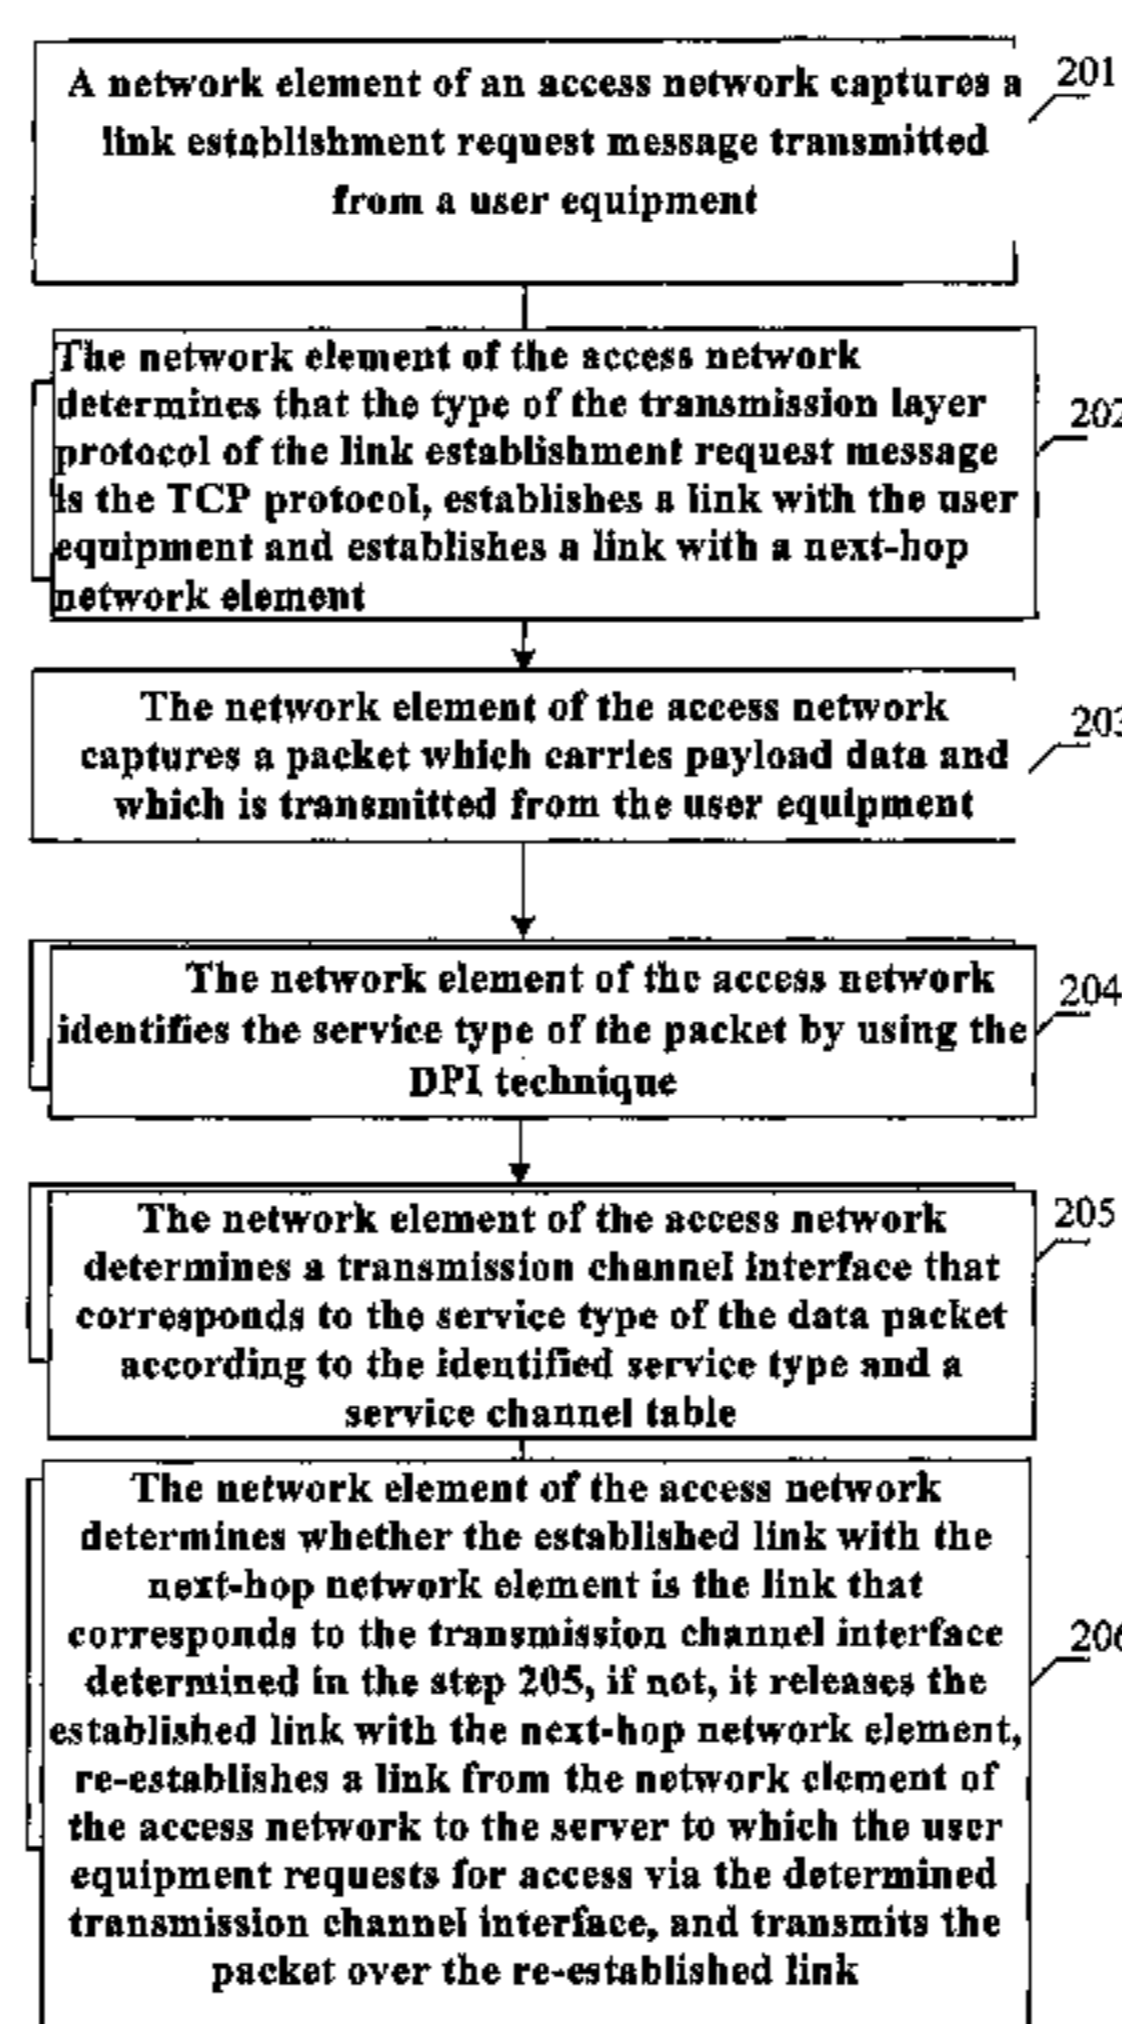 A network element of an access network captures a
link establishment request message transmitted
from a user equipment
201
The network element of the access network
determines that the type of the transmission layer
protocol of the link establishment request message
is the TCP protocol, establishes a link with the user
equipment and establishes a link with a next-hop
network element
202
The network element of the access network
captures a packet which carries payload data and
which is transmitted from the user equipment
203
The network element of the access network
identifies the service type of the packet by using the
DPI technique
204
The network element of the access network
determines a transmission channel interface that
corresponds to the service type of the data packet
according to the identified service type and a
service channel table
205
The network element of the access network
determines whether the established link with the
next-hop network element is the link that
corresponds to the transmission channel interface
determined in the step 205, if not, it releases the
established link with the next-hop network element,
re-establishes a link from the network element of
the access network to the server to which the user
equipment requests for access via the determined
transmission channel interface, and transmits the
packet over the re-established link
206